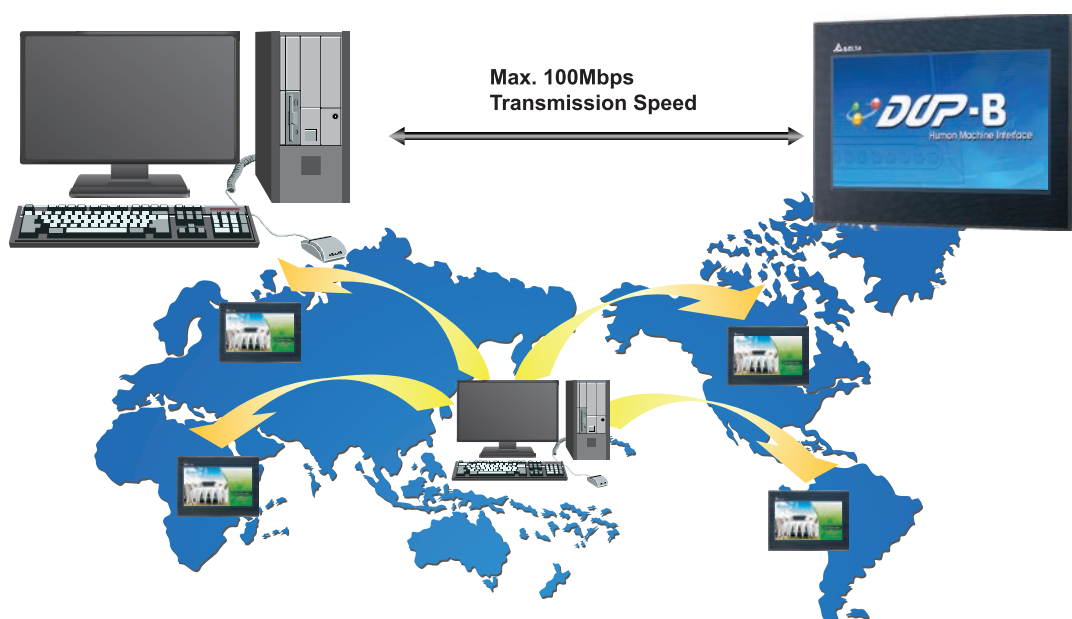 Max. 100Mbps
Transmission Speed
DELTA
DOP-B
Human Machine Interface